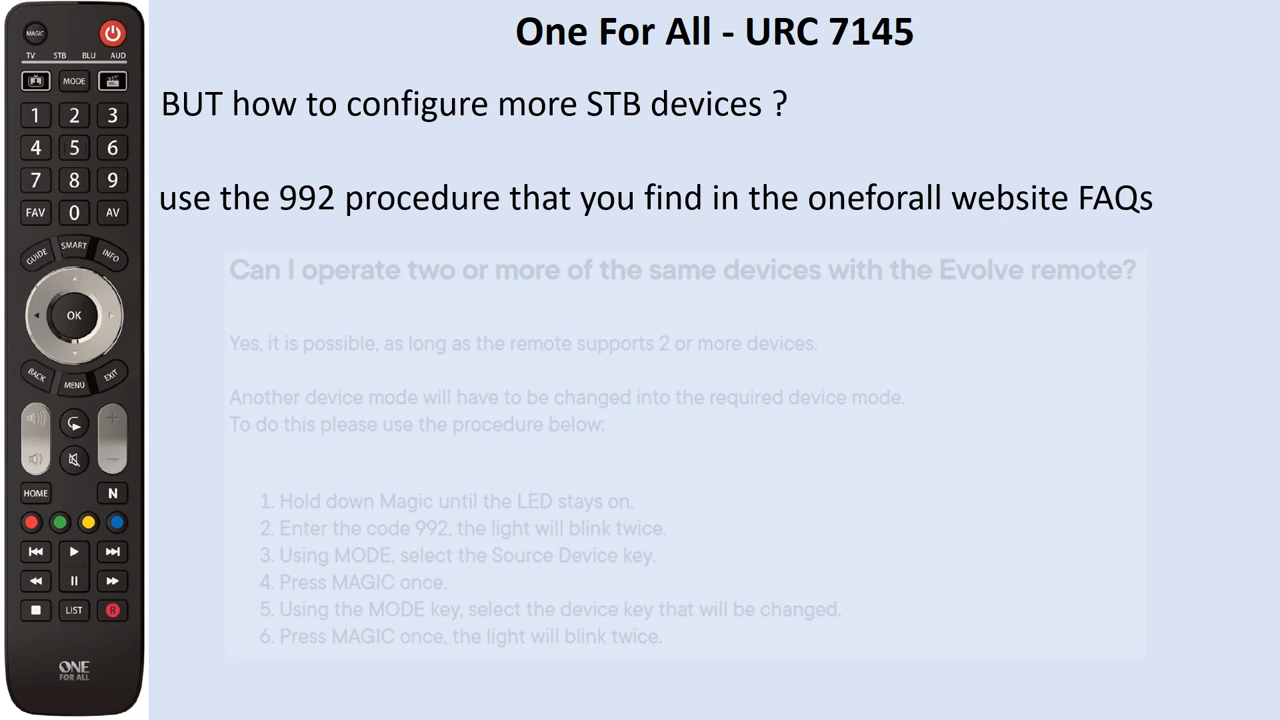 One For All - URC 7145
BUT how to configure more STB devices ?
use the 992 procedure that you find in the oneforall website FAQs
Can I operate two or more of the same devices with the Evolve remote?
Yes, it is possible, as long as the remote supports 2 or more devices.
Another device mode will have to be changed into the required device mode.
To do this please use the procedure below:
1. Hold down Magic until the LED stays on.
2. Enter the code 992, the light will blink twice.
3. Using MODE, select the Source Device key.
4. Press MAGIC once.
5. Using the MODE key, select the device key that will be changed.
6. Press MAGIC once, the light will blink twice.
MAGIC
TV STB BLU AUD
MODE
1 2 3
4 5 6
7 8 9
FAV 0 AV
GUIDE SMART INFO
OK
BACK MENU EXIT
+
−
HOME N
LIST R
ONE
FOR ALL